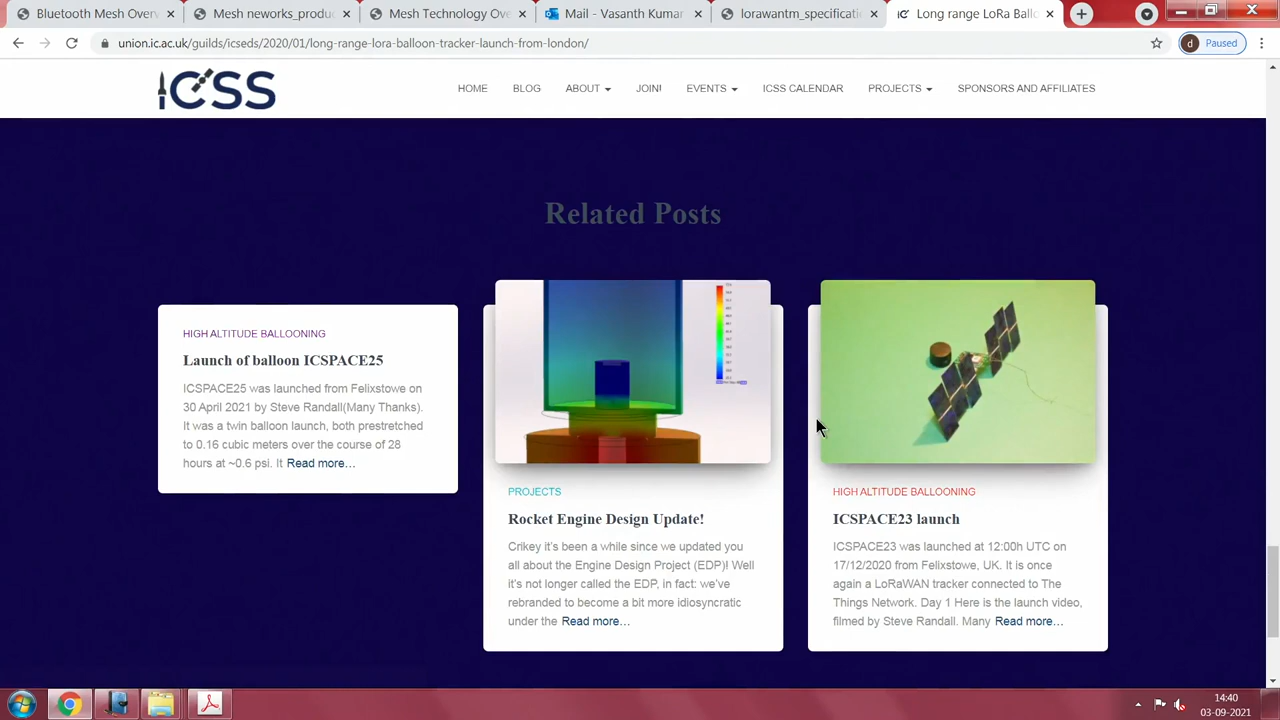 Bluetooth Mesh Overv
Mesh neworks_produc
Mesh Technology Ove
Mail - Vasanth Kumar
lorawantm_specificati
Long range LoRa Ballo
union.ic.ac.uk/guilds/icseds/2020/01/long-range-lora-balloon-tracker-launch-from-london/
d Paused
ICSS
HOME BLOG ABOUT JOIN! EVENTS ICSS CALENDAR PROJECTS SPONSORS AND AFFILIATES
Related Posts
HIGH ALTITUDE BALLOONING
Launch of balloon ICSPACE25
ICSPACE25 was launched from Felixstowe on
30 April 2021 by Steve Randall(Many Thanks).
It was a twin balloon launch, both prestretched
to 0.16 cubic meters over the course of 28
hours at ~0.6 psi. It Read more…
PROJECTS
Rocket Engine Design Update!
Crikey it’s been a while since we updated you
all about the Engine Design Project (EDP)! Well
it’s not longer called the EDP, in fact: we’ve
rebranded to become a bit more idiosyncratic
under the Read more…
HIGH ALTITUDE BALLOONING
ICSPACE23 launch
ICSPACE23 was launched at 12:00h UTC on
17/12/2020 from Felixstowe, UK. It is once
again a LoRaWAN tracker connected to The
Things Network. Day 1 Here is the launch video,
filmed by Steve Randall. Many Read more…
14:40
03-09-2021